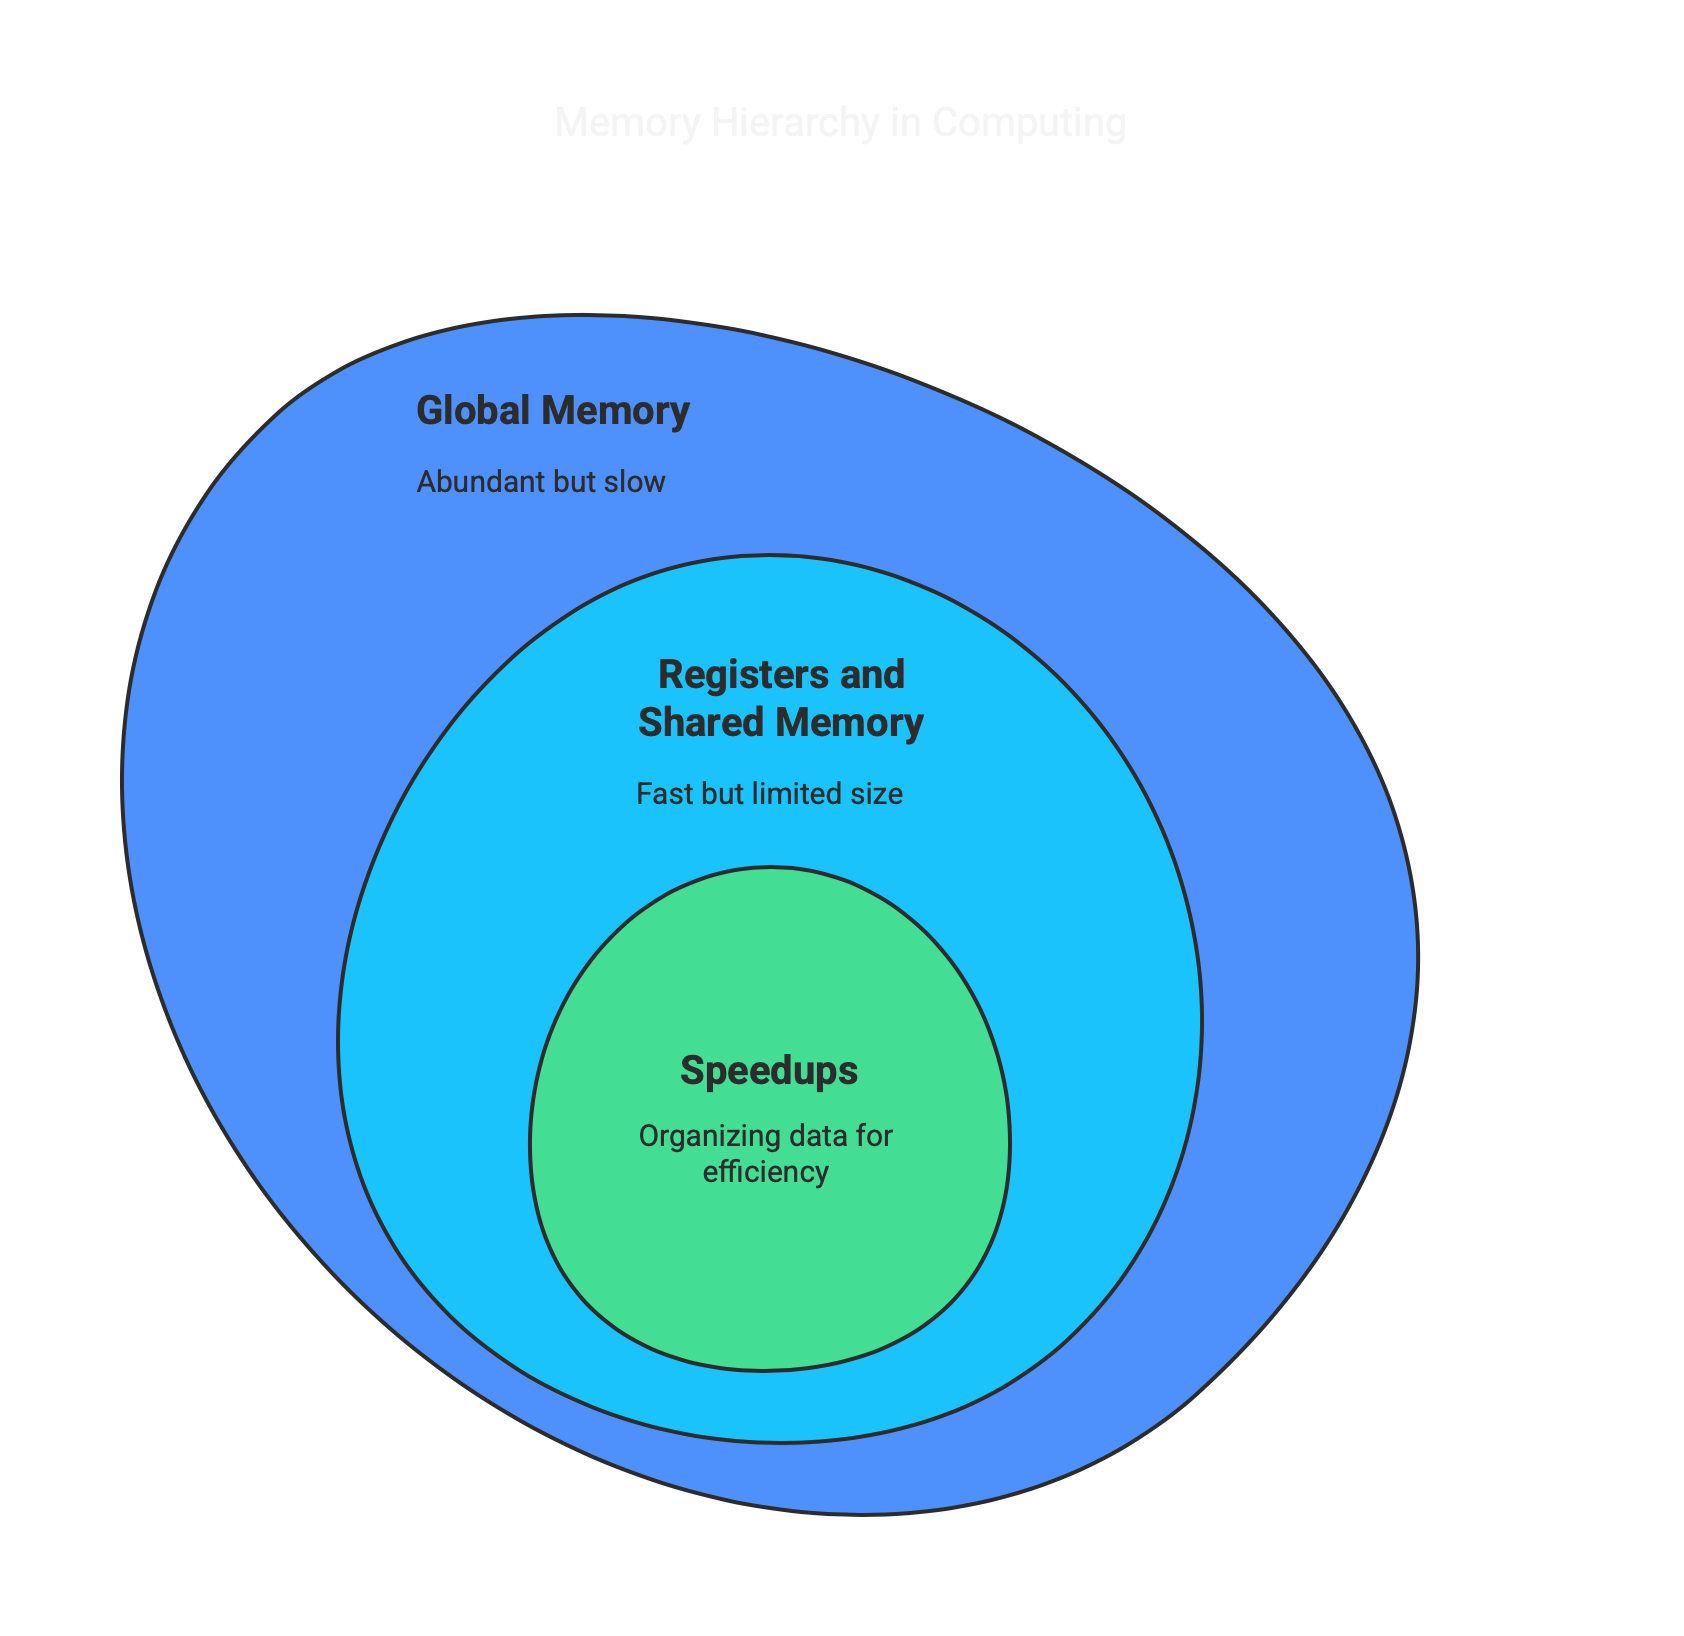 Memory Hierarchy in Computing
Global Memory
Abundant but slow
Registers and
Shared Memory
Fast but limited size
Speedups
Organizing data for
efficiency